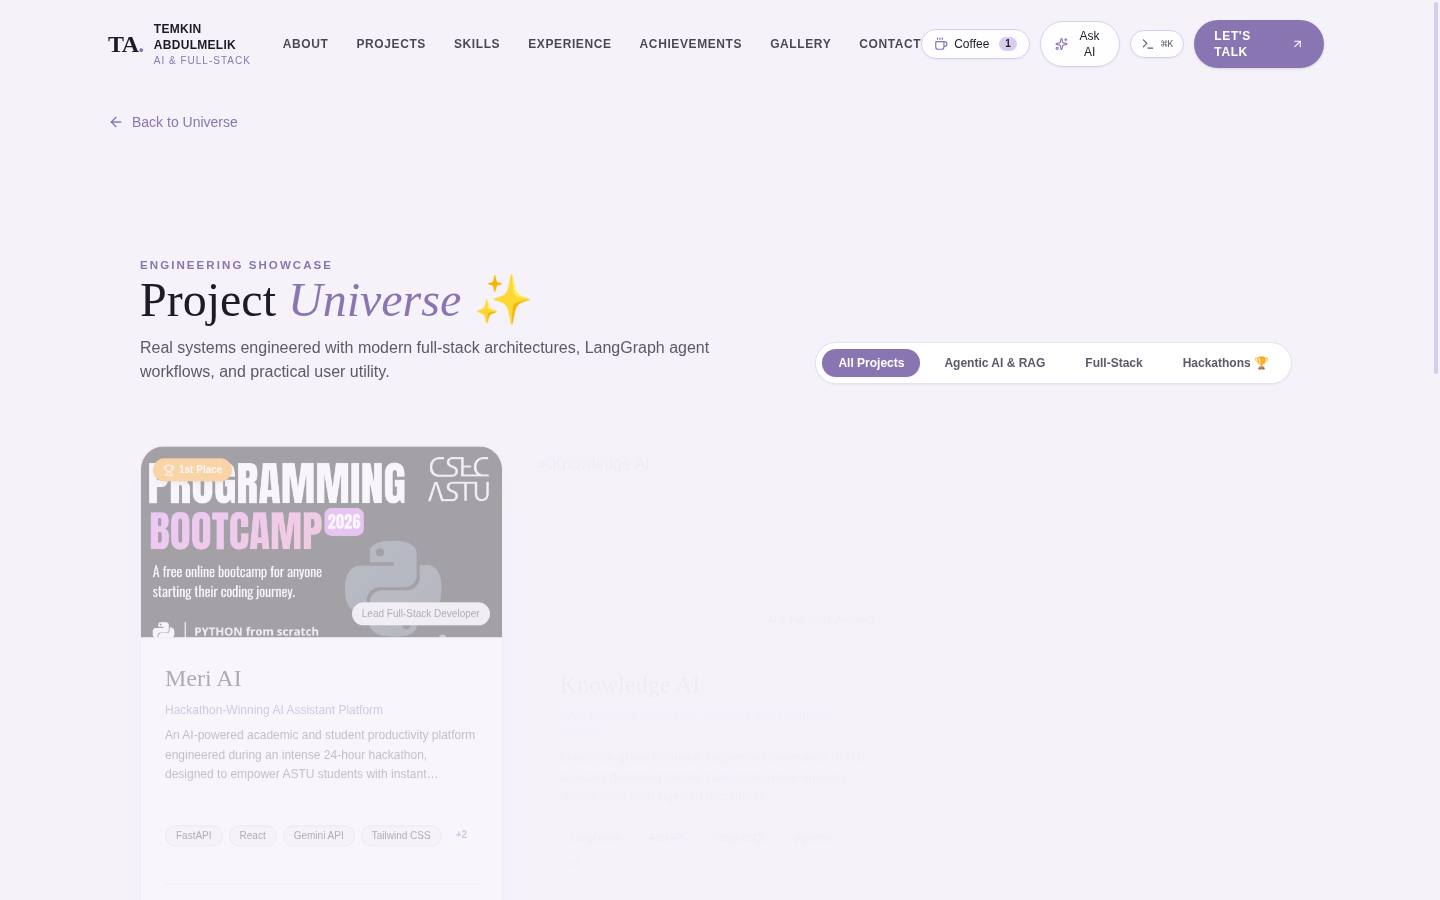 TA.
TEMKIN
ABDULMELIK
AI & FULL-STACK
ABOUT
PROJECTS
SKILLS
EXPERIENCE
ACHIEVEMENTS
GALLERY
CONTACT
Coffee 1
Ask
AI
⌘K
LET'S
TALK
Back to Universe
ENGINEERING SHOWCASE
Project Universe ✨
Real systems engineered with modern full-stack architectures, LangGraph agent
workflows, and practical user utility.
All Projects
Agentic AI & RAG
Full-Stack
Hackathons 🏆
1st Place
PROGRAMMING
BOOTCAMP 2026
CSEC
ASTU
A free online bootcamp for anyone
starting their coding journey.
Lead Full-Stack Developer
PYTHON from scratch
Meri AI
Hackathon-Winning AI Assistant Platform
An AI-powered academic and student productivity platform
engineered during an intense 24-hour hackathon,
designed to empower ASTU students with instant…
FastAPI
React
Gemini API
Tailwind CSS
+2
Knowledge AI
Knowledge AI